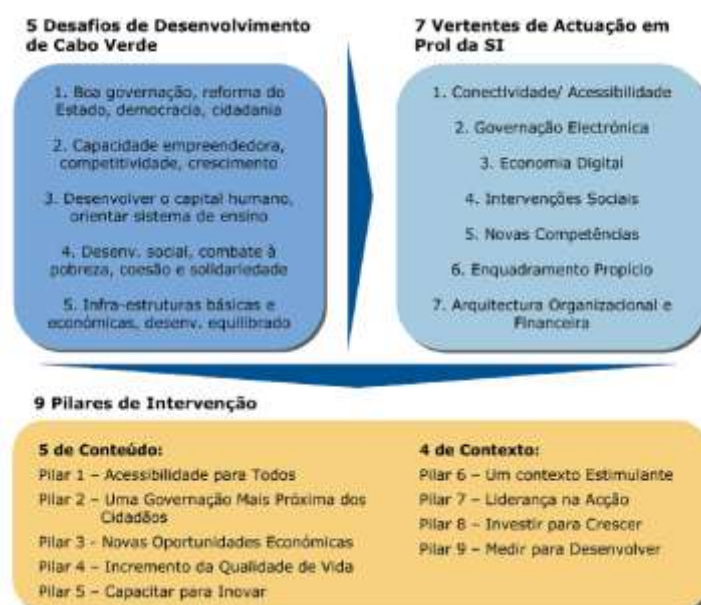 5 Desafios de Desenvolvimento
de Cabo Verde
1. Boa governação, reforma do
Estado, democracia, cidadania
2. Capacidade empreendedora,
competitividade, crescimento
3. Desenvolver o capital humano,
orientar sistema de ensino
4. Desenv. social, combate à
pobreza, coesão e solidariedade
5. Infra-estruturas básicas e
económicas, desenv. equilibrado
7 Vertentes de Actuação em
Prol da SI
1. Conectividade/ Acessibilidade
2. Governação Electrónica
3. Economia Digital
4. Intervenções Sociais
5. Novas Competências
6. Enquadramento Propício
7. Arquitectura Organizacional e
Financeira
9 Pilares de Intervenção
5 de Conteúdo:
Pilar 1 – Acessibilidade para Todos
Pilar 2 – Uma Governação Mais Próxima dos
Cidadãos
Pilar 3 - Novas Oportunidades Económicas
Pilar 4 – Incremento da Qualidade de Vida
Pilar 5 – Capacitar para Inovar
4 de Contexto:
Pilar 6 – Um contexto Estimulante
Pilar 7 – Liderança na Acção
Pilar 8 – Investir para Crescer
Pilar 9 – Medir para Desenvolver